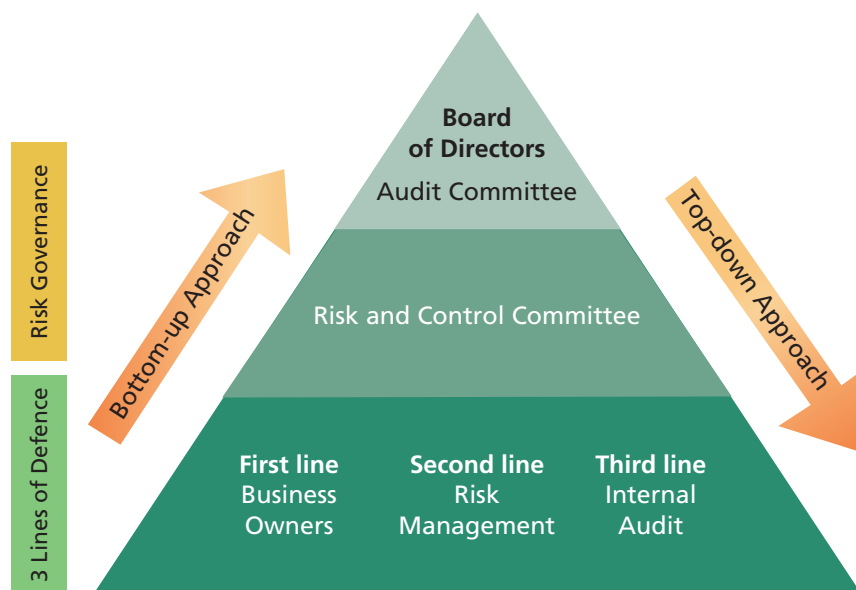 Board
of Directors
Audit Committee
Risk and Control Committee
First line
Business
Owners
Second line
Risk
Management
Third line
Internal
Audit
Risk Governance
3 Lines of Defence
Bottom-up Approach
Top-down Approach